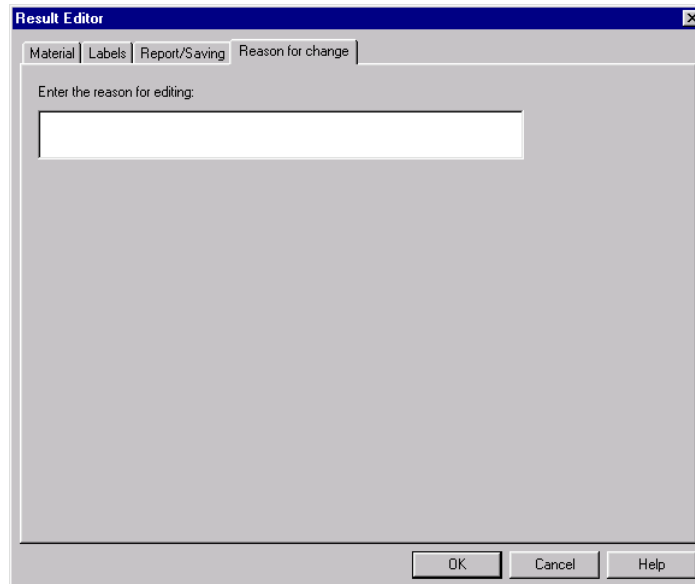 Result Editor
Material Labels Report/Saving Reason for change
Enter the reason for editing:
OK Cancel Help